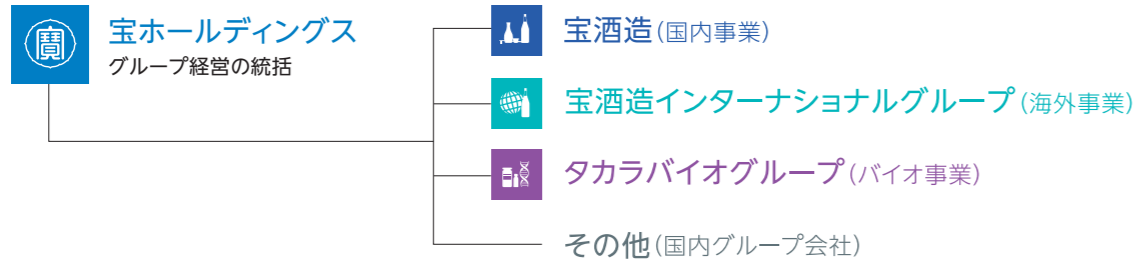 寶
宝ホールディングス
グループ経営の統括
宝酒造(国内事業)
宝酒造インターナショナルグループ(海外事業)
タカラバイオグループ(バイオ事業)
その他(国内グループ会社)